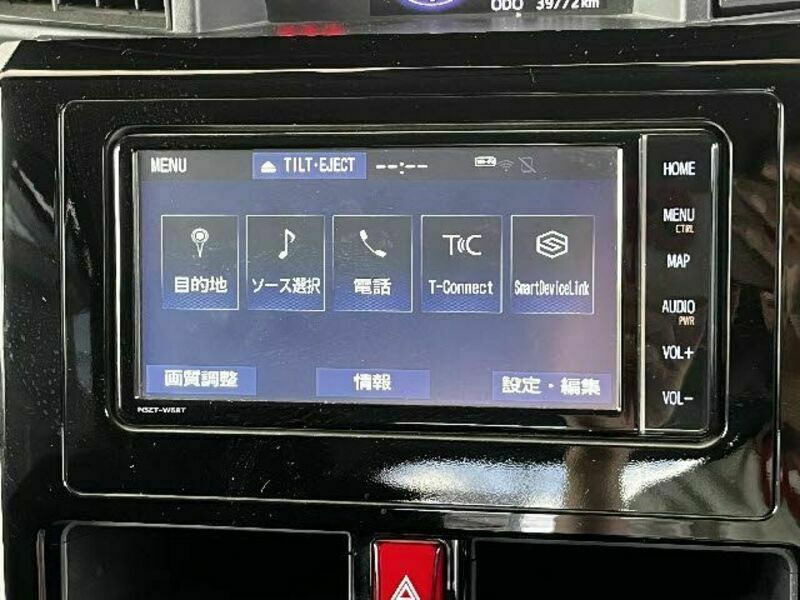 ODO 39772km
MENU
TILT・EJECT
--:--
HOME
MENU
CTRL
MAP
AUDIO
PWR
VOL+
VOL-
目的地
ソース選択
電話
TC
T-Connect
SmartDeviceLink
画質調整
情報
設定・編集
NSZT-W68T